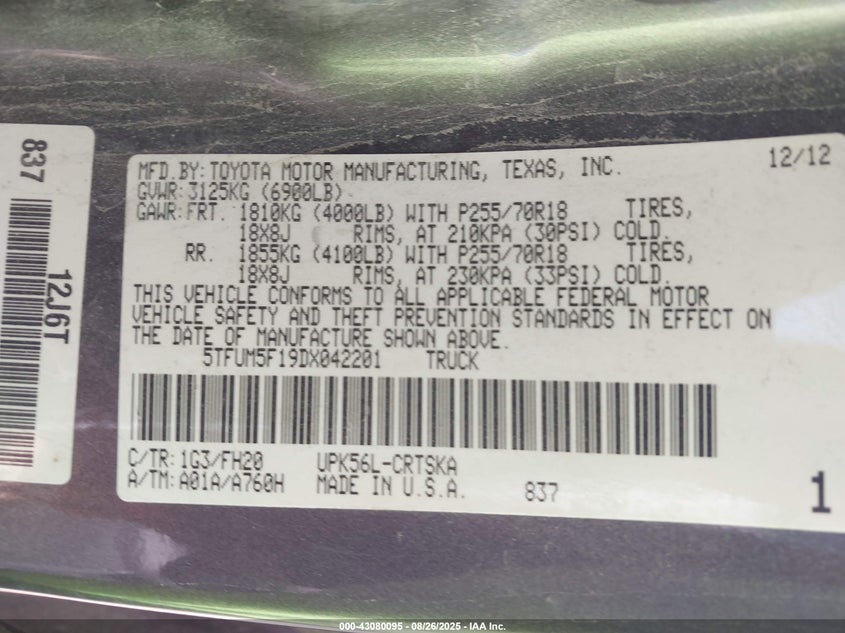 837
12J6T
MFD.BY:TOYOTA MOTOR MANUFACTURING, TEXAS, INC. 12/12
GVWR:3125KG (6900LB)
GAWR:FRT. 1810KG (4000LB) WITH P255/70R18 TIRES,
18X8J RIMS, AT 210KPA (30PSI) COLD.
RR. 1855KG (4100LB) WITH P255/70R18 TIRES,
18X8J RIMS, AT 230KPA (33PSI) COLD.
THIS VEHICLE CONFORMS TO ALL APPLICABLE FEDERAL MOTOR
VEHICLE SAFETY AND THEFT PREVENTION STANDARDS IN EFFECT ON
THE DATE OF MANUFACTURE SHOWN ABOVE.
5TFUM5F19DX042201 TRUCK
C/TR:1G3/FH20 UPK56L-CRTSKA
A/TM:A01A/A760H MADE IN U.S.A. 837 1
000-43080095 - 08/26/2025 - IAA Inc.